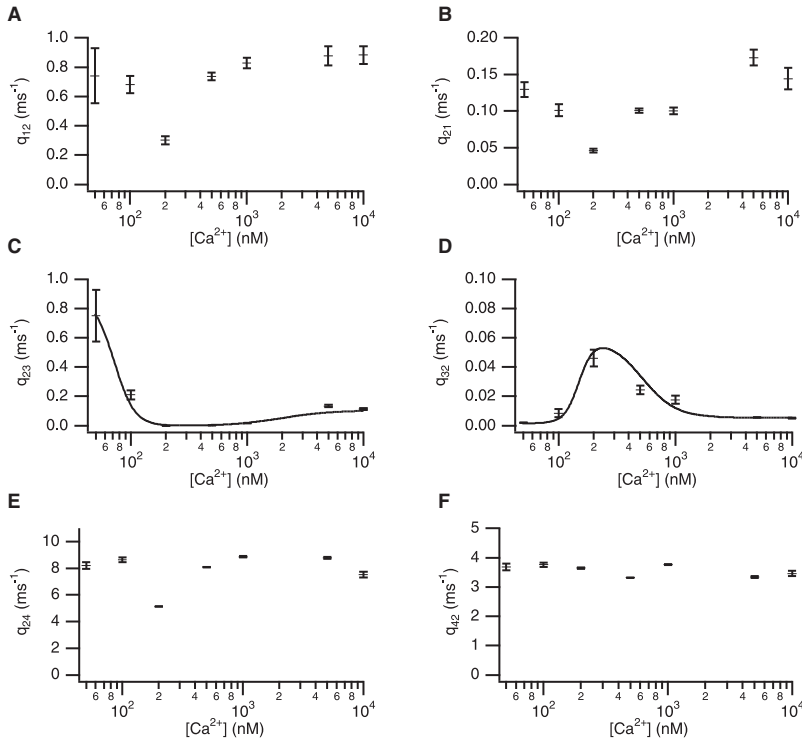 A
1.0
0.8
0.6
0.4
0.2
0.0
q12 (ms-1)
6 8 2 4 6 8 2 4 6 8
10² 10³ 10⁴
[Ca2+] (nM)
B
0.20
0.15
0.10
0.05
0.00
q21 (ms-1)
6 8 2 4 6 8 2 4 6 8
10² 10³ 10⁴
[Ca2+] (nM)
C
1.0
0.8
0.6
0.4
0.2
0.0
q23 (ms-1)
6 8 2 4 6 8 2 4 6 8
10² 10³ 10⁴
[Ca2+] (nM)
D
0.10
0.08
0.06
0.04
0.02
0.00
q32 (ms-1)
6 8 2 4 6 8 2 4 6 8
10² 10³ 10⁴
[Ca2+] (nM)
E
10
8
6
4
2
0
q24 (ms-1)
6 8 2 4 6 8 2 4 6 8
10² 10³ 10⁴
[Ca2+] (nM)
F
5
4
3
2
1
0
q42 (ms-1)
6 8 2 4 6 8 2 4 6 8
10² 10³ 10⁴
[Ca2+] (nM)